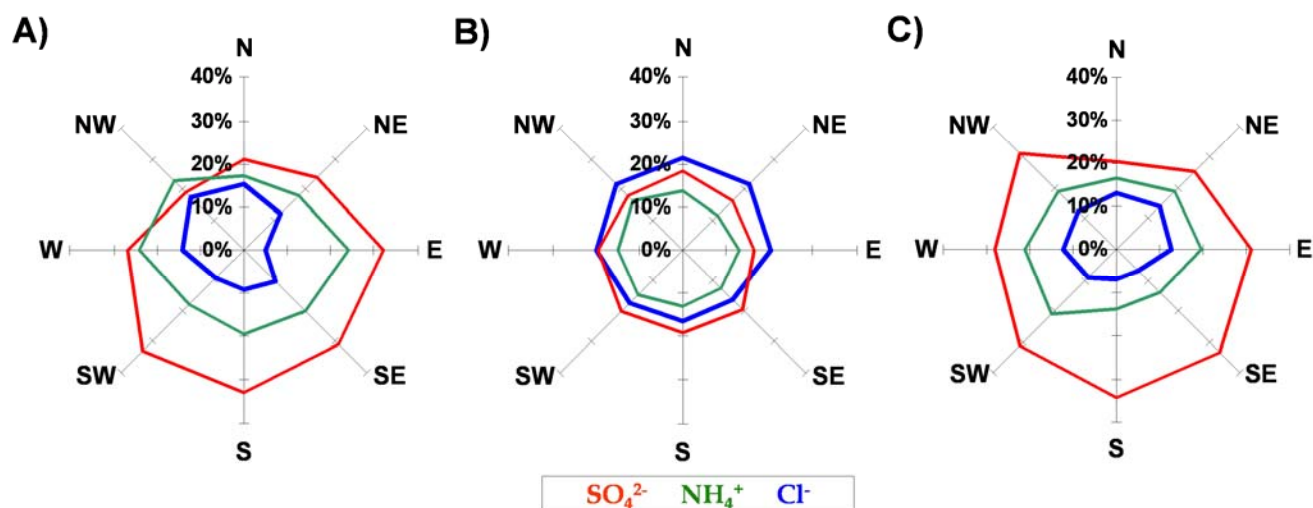 A) B) C)
N N N
40% 40% 40%
NW 30% NE NW 30% NE NW 30% NE
20% 20% 20%
10% 10% 10%
W 0% E W 0% E W 0% E
SW SE SW SE SW SE
S S S
SO₄²⁻ NH₄⁺ Cl⁻